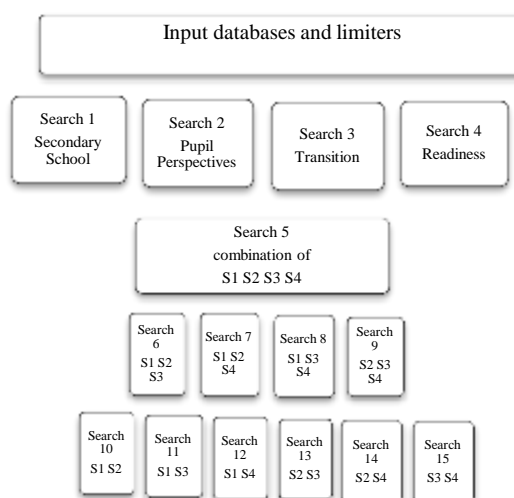 Input databases and limiters
Search 1
Secondary
School
Search 2
Pupil
Perspectives
Search 3
Transition
Search 4
Readiness
Search 5
combination of
S1 S2 S3 S4
Search
6
S1 S2
S3
Search 7
S1 S2
S4
Search 8
S1 S3
S4
Search
9
S2 S3
S4
Search
10
S1 S2
Search
11
S1 S3
Search
12
S1 S4
Search
13
S2 S3
Search
14
S2 S4
Search
15
S3 S4